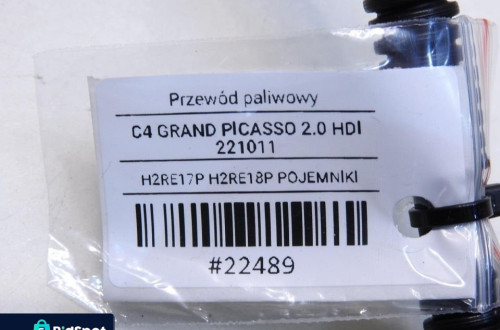 Przewód paliwowy
C4 GRAND PICASSO 2.0 HDI
221011
H2RE17P H2RE18P POJEMNIKI
#22489